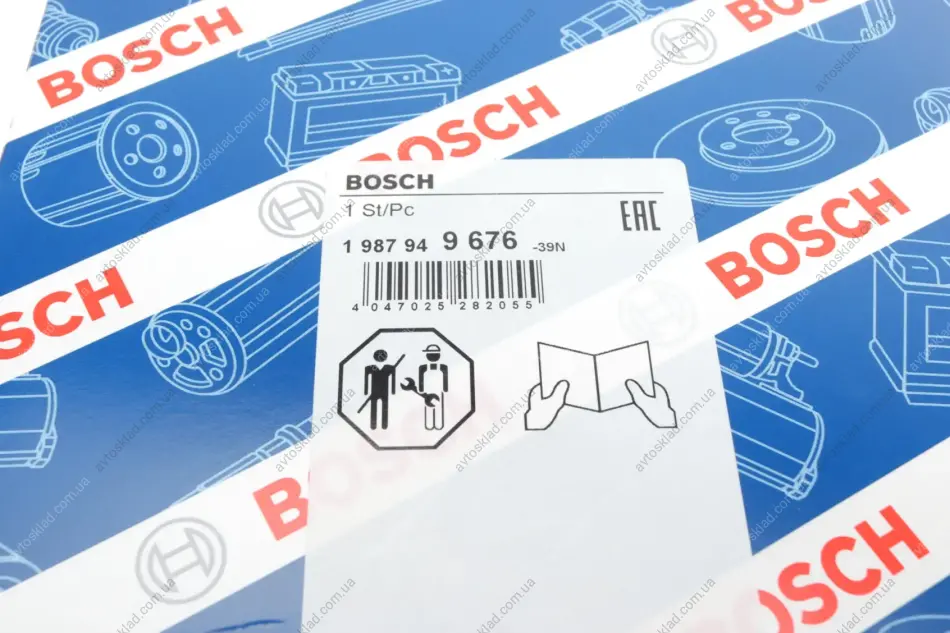 BOSCH
BOSCH
BOSCH
BOSCH
1 St/Pc
EAC
1 987 94 9 676 -39N
4 047025 282055
BOSCH
BOSCH
B
BOSCH
avtosklad.com.ua